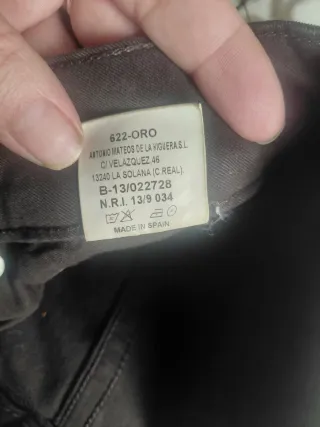 622-ORO
ANTONIO MATEOS DE LA VIGUERA S.L.
C/.VELAZQUEZ,46
13240 LA SOLANA (C.REAL).
B-13/022728
N.R.I. 13/9 034
MADE IN SPAIN